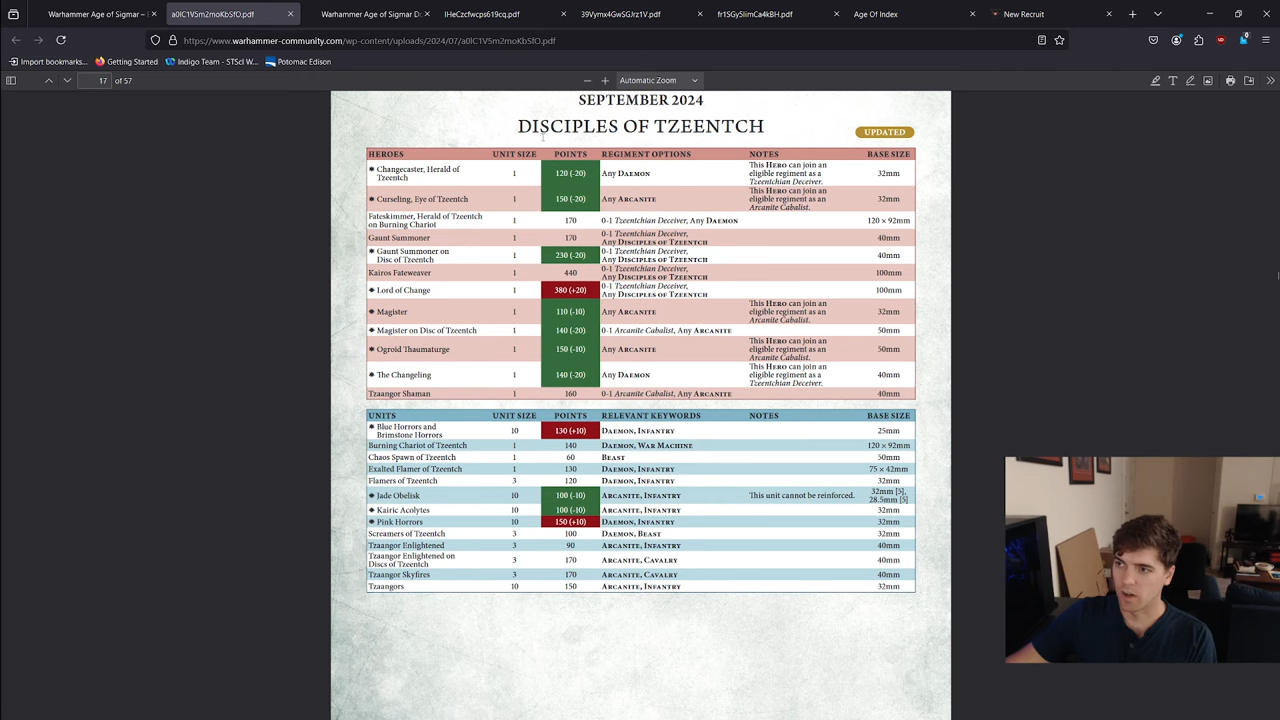 Warhammer Age of Sigmar –
a0lC1V5m2moKbSfO.pdf
Warhammer Age of Sigmar Do
lHeCzcfwcps619cq.pdf
39Vymx4GwSGJrz1V.pdf
fr1SGy5IimCa4kBH.pdf
Age Of Index
New Recruit
https://www.warhammer-community.com/wp-content/uploads/2024/07/a0lC1V5m2moKbSfO.pdf
Import bookmarks...
Getting Started
Indigo Team - STScI W...
Potomac Edison
17 of 57
Automatic Zoom
SEPTEMBER 2024
DISCIPLES OF TZEENTCH
UPDATED
HEROES UNIT SIZE POINTS REGIMENT OPTIONS NOTES BASE SIZE
Changecaster, Herald of
Tzeentch
1 120 (-20) Any DAEMON
This HERO can join an
eligible regiment as a
Tzeentchian Deceiver.
32mm
Curseling, Eye of Tzeentch 1 150 (-20) Any ARCANITE
This HERO can join an
eligible regiment as an
Arcanite Cabalist.
32mm
Fateskimmer, Herald of Tzeentch
on Burning Chariot
1 170 0-1 Tzeentchian Deceiver, Any DAEMON 120 × 92mm
Gaunt Summoner 1 170
0-1 Tzeentchian Deceiver,
Any DISCIPLES OF TZEENTCH
40mm
Gaunt Summoner on
Disc of Tzeentch
1 230 (-20)
0-1 Tzeentchian Deceiver,
Any DISCIPLES OF TZEENTCH
40mm
Kairos Fateweaver 1 440
0-1 Tzeentchian Deceiver,
Any DISCIPLES OF TZEENTCH
100mm
Lord of Change 1 380 (+20)
0-1 Tzeentchian Deceiver,
Any DISCIPLES OF TZEENTCH
100mm
Magister 1 110 (-10) Any ARCANITE
This HERO can join an
eligible regiment as an
Arcanite Cabalist.
32mm
Magister on Disc of Tzeentch 1 140 (-20) 0-1 Arcanite Cabalist, Any ARCANITE 50mm
Ogroid Thaumaturge 1 150 (-10) Any ARCANITE
This HERO can join an
eligible regiment as an
Arcanite Cabalist.
50mm
The Changeling 1 140 (-20) Any DAEMON
This HERO can join an
eligible regiment as a
Tzeentchian Deceiver.
40mm
Tzaangor Shaman 1 160 0-1 Arcanite Cabalist, Any ARCANITE 40mm
UNITS UNIT SIZE POINTS RELEVANT KEYWORDS NOTES BASE SIZE
Blue Horrors and
Brimstone Horrors
10 130 (+10) DAEMON, INFANTRY 25mm
Burning Chariot of Tzeentch 1 140 DAEMON, WAR MACHINE 120 × 92mm
Chaos Spawn of Tzeentch 1 60 BEAST 50mm
Exalted Flamer of Tzeentch 1 130 DAEMON, INFANTRY 75 × 42mm
Flamers of Tzeentch 3 120 DAEMON, INFANTRY 32mm
Jade Obelisk 10 100 (-10) ARCANITE, INFANTRY This unit cannot be reinforced.
32mm [5],
28.5mm [5]
Kairic Acolytes 10 100 (-10) ARCANITE, INFANTRY 32mm
Pink Horrors 10 150 (+10) DAEMON, INFANTRY 32mm
Screamers of Tzeentch 3 100 DAEMON, BEAST 32mm
Tzaangor Enlightened 3 90 ARCANITE, INFANTRY 40mm
Tzaangor Enlightened on
Discs of Tzeentch
3 170 ARCANITE, CAVALRY 40mm
Tzaangor Skyfires 3 170 ARCANITE, CAVALRY 40mm
Tzaangors 10 150 ARCANITE, INFANTRY 32mm